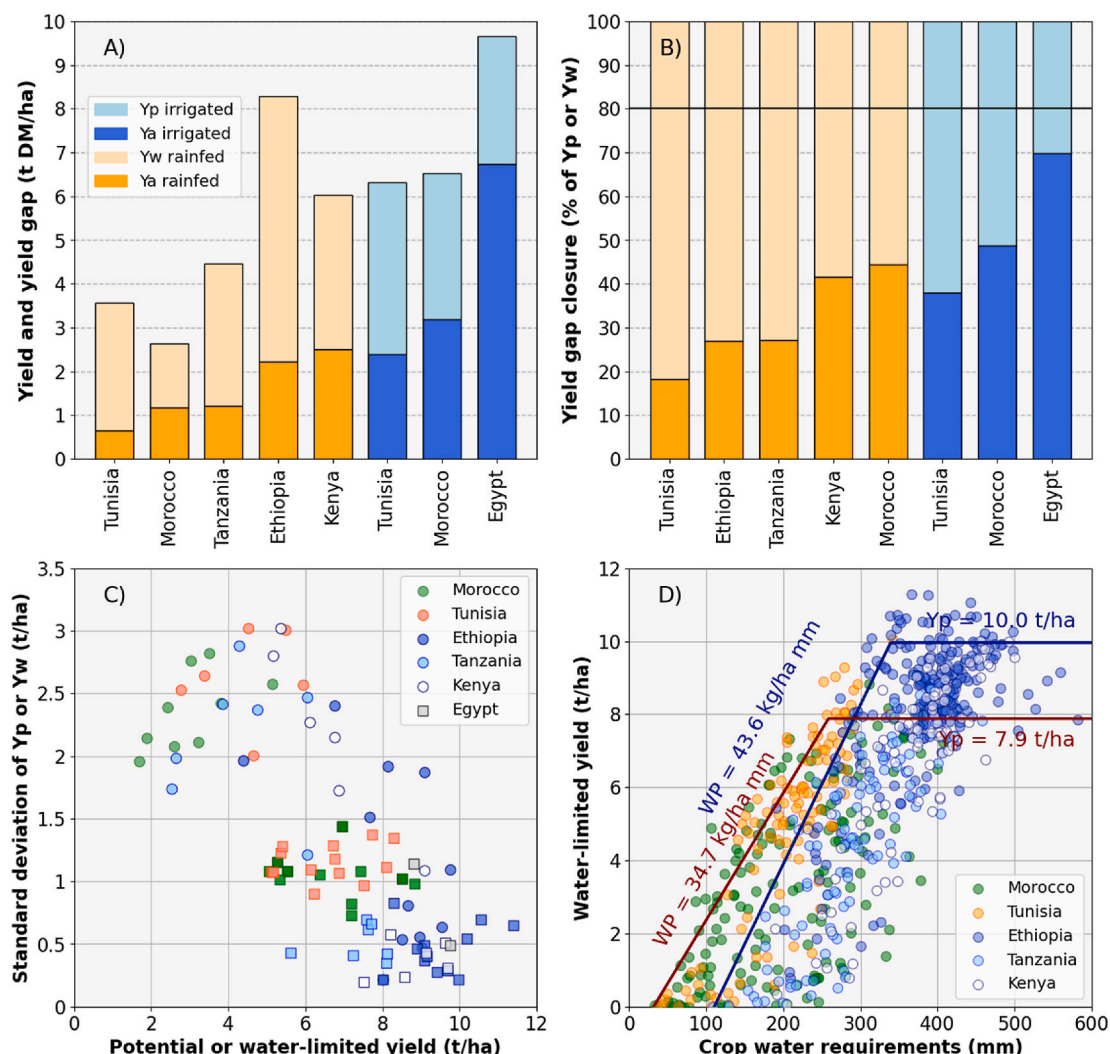 A)
Yield and yield gap (t DM/ha)
10
9
8
7
6
5
4
3
2
1
0
Yp irrigated
Ya irrigated
Yw rainfed
Ya rainfed
Tunisia
Morocco
Tanzania
Ethiopia
Kenya
Tunisia
Morocco
Egypt
B)
Yield gap closure (% of Yp or Yw)
100
90
80
70
60
50
40
30
20
10
0
Tunisia
Ethiopia
Tanzania
Kenya
Morocco
Tunisia
Morocco
Egypt
C)
Standard deviation of Yp or Yw (t/ha)
3.5
3
2.5
2
1.5
1
0.5
0
Morocco
Tunisia
Ethiopia
Tanzania
Kenya
Egypt
0 2 4 6 8 10 12
Potential or water-limited yield (t/ha)
D)
Water-limited yield (t/ha)
12
10
8
6
4
2
0
Yp = 10.0 t/ha
Yp = 7.9 t/ha
WP = 43.6 kg/ha mm
WP = 34.7 kg/ha mm
Morocco
Tunisia
Ethiopia
Tanzania
Kenya
0 100 200 300 400 500 600
Crop water requirements (mm)